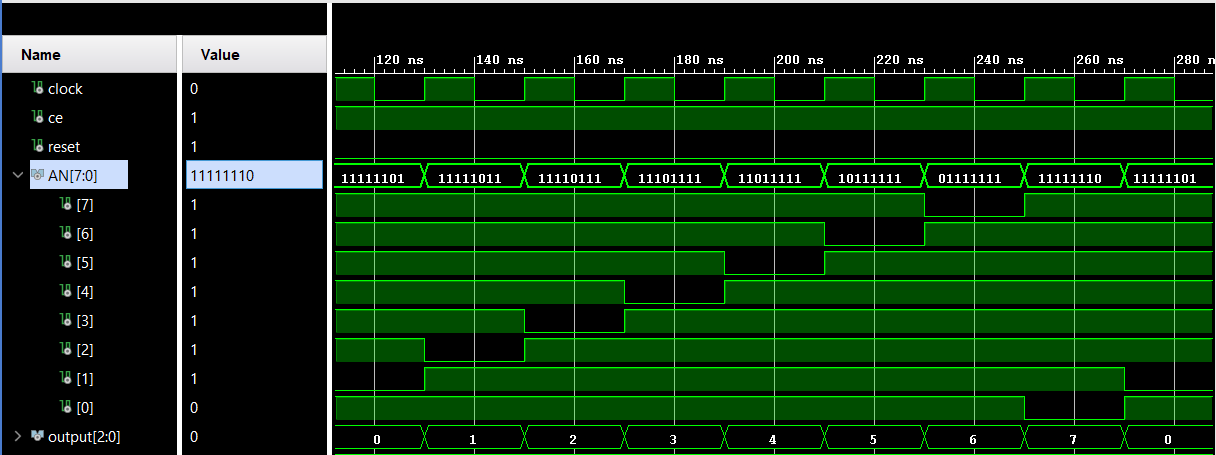 Name Value
120 ns 140 ns 160 ns 180 ns 200 ns 220 ns 240 ns 260 ns 280 n
clock 0
ce 1
reset 1
AN[7:0] 11111110 11111101 11111011 11110111 11101111 11011111 10111111 01111111 11111110 11111101
[7] 1
[6] 1
[5] 1
[4] 1
[3] 1
[2] 1
[1] 1
[0] 0
output[2:0] 0 0 1 2 3 4 5 6 7 0